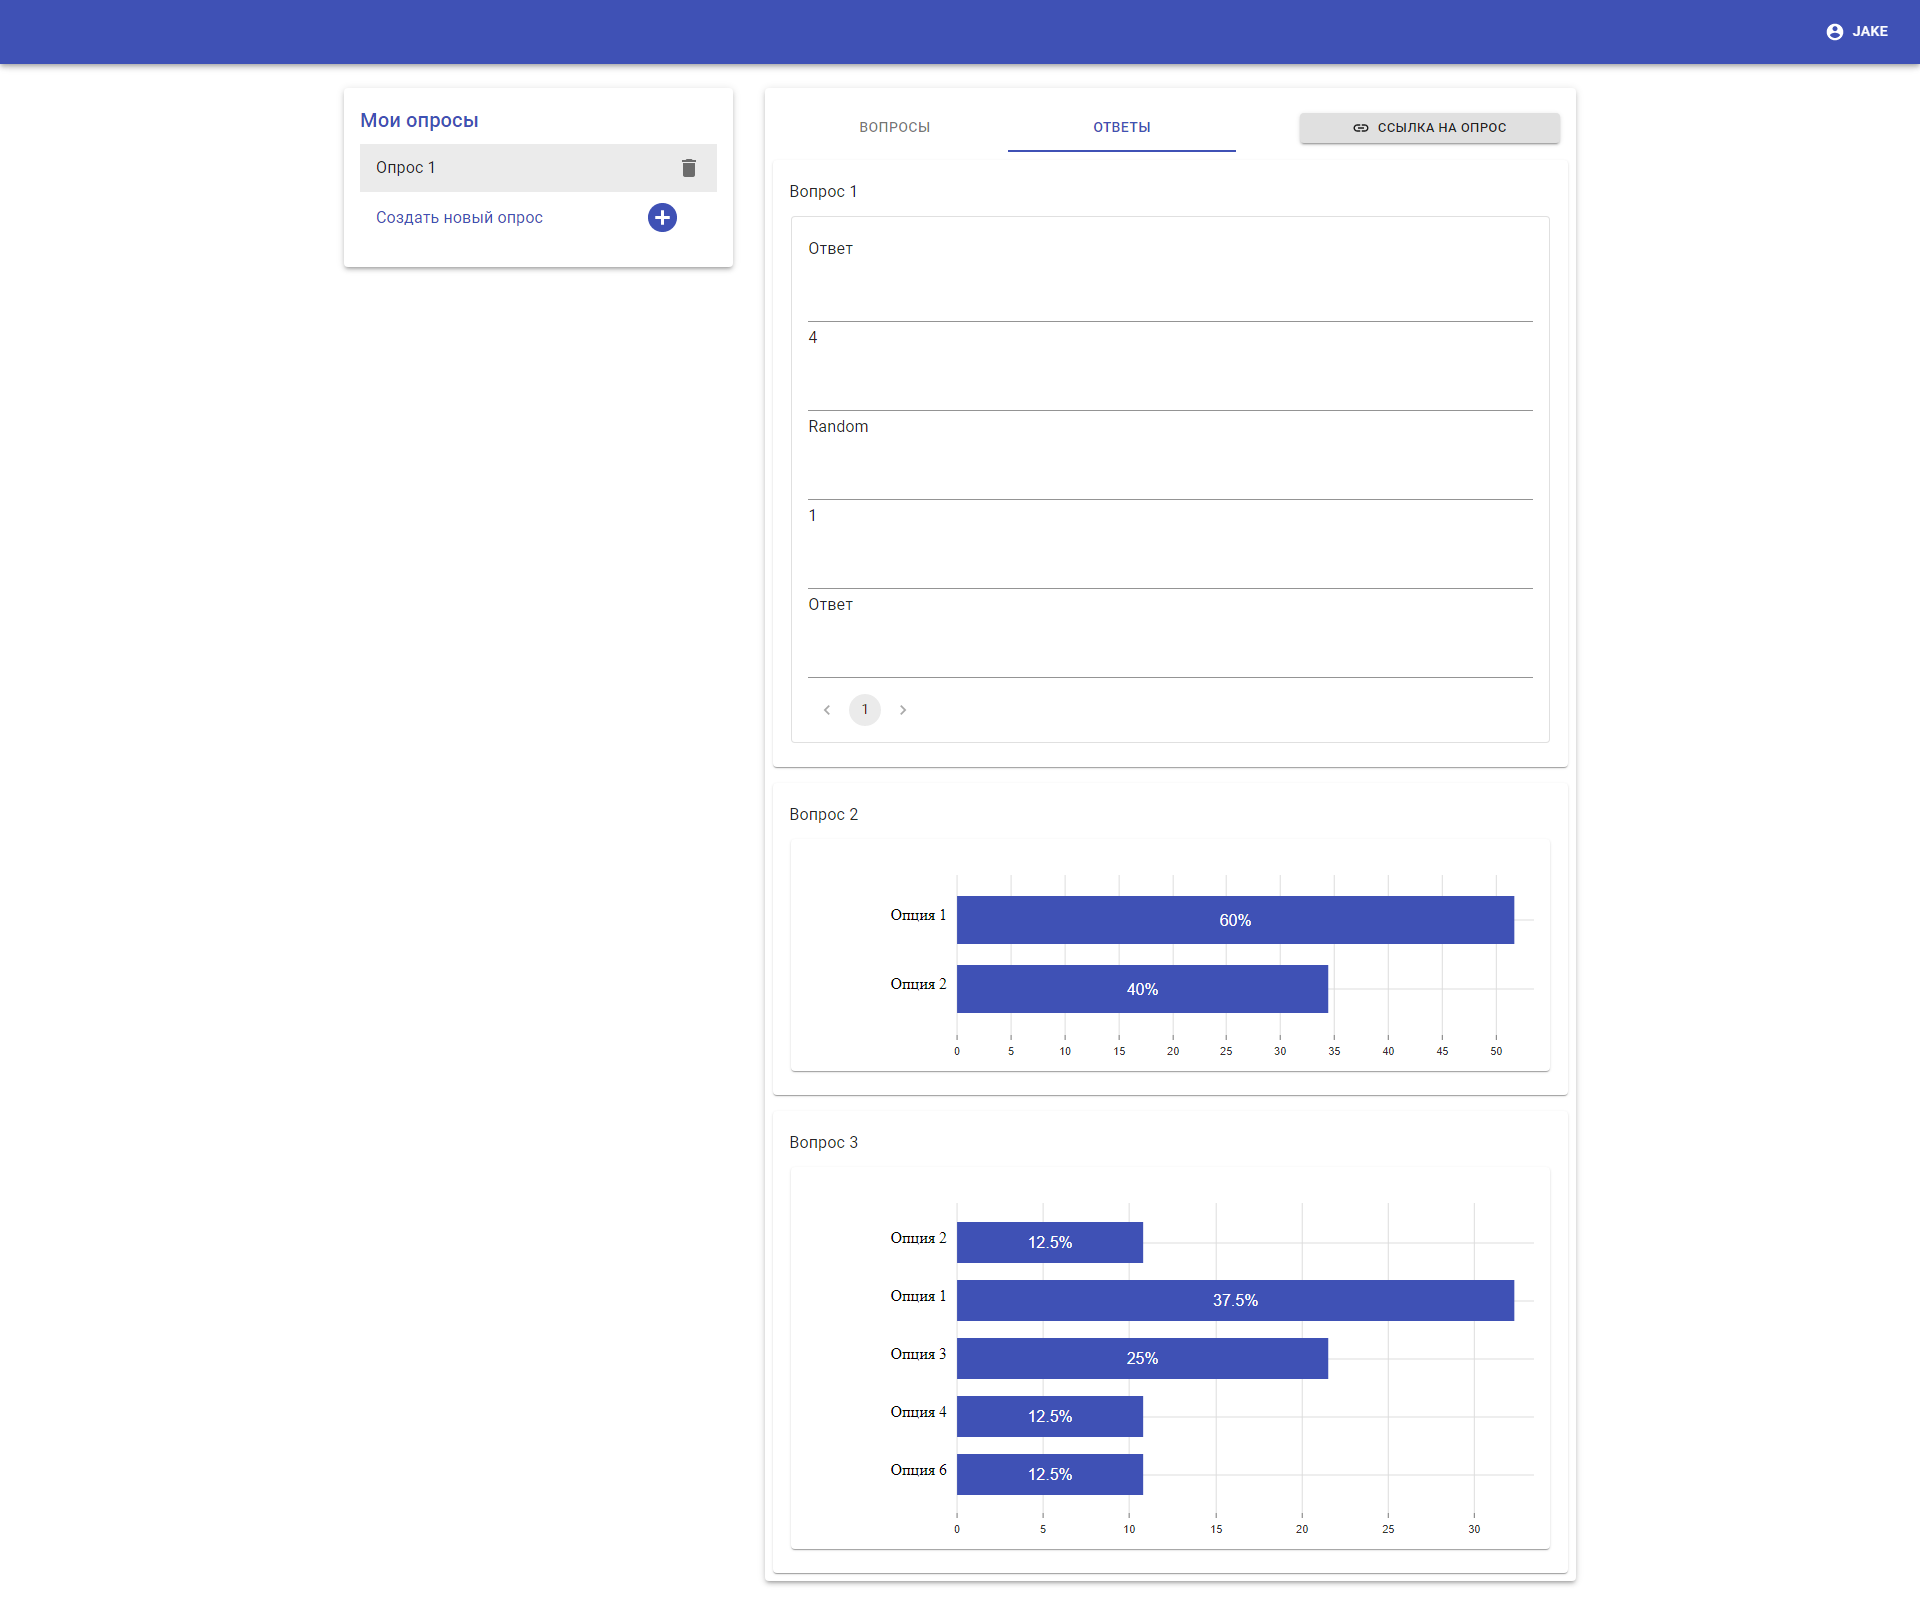 JAKE
Мои опросы
Опрос 1
Создать новый опрос
ВОПРОСЫ
ОТВЕТЫ
ССЫЛКА НА ОПРОС
Вопрос 1
Ответ
4
Random
1
Ответ
1
Вопрос 2
Опция 1
60%
Опция 2
40%
0 5 10 15 20 25 30 35 40 45 50
Вопрос 3
Опция 2
12.5%
Опция 1
37.5%
Опция 3
25%
Опция 4
12.5%
Опция 6
12.5%
0 5 10 15 20 25 30